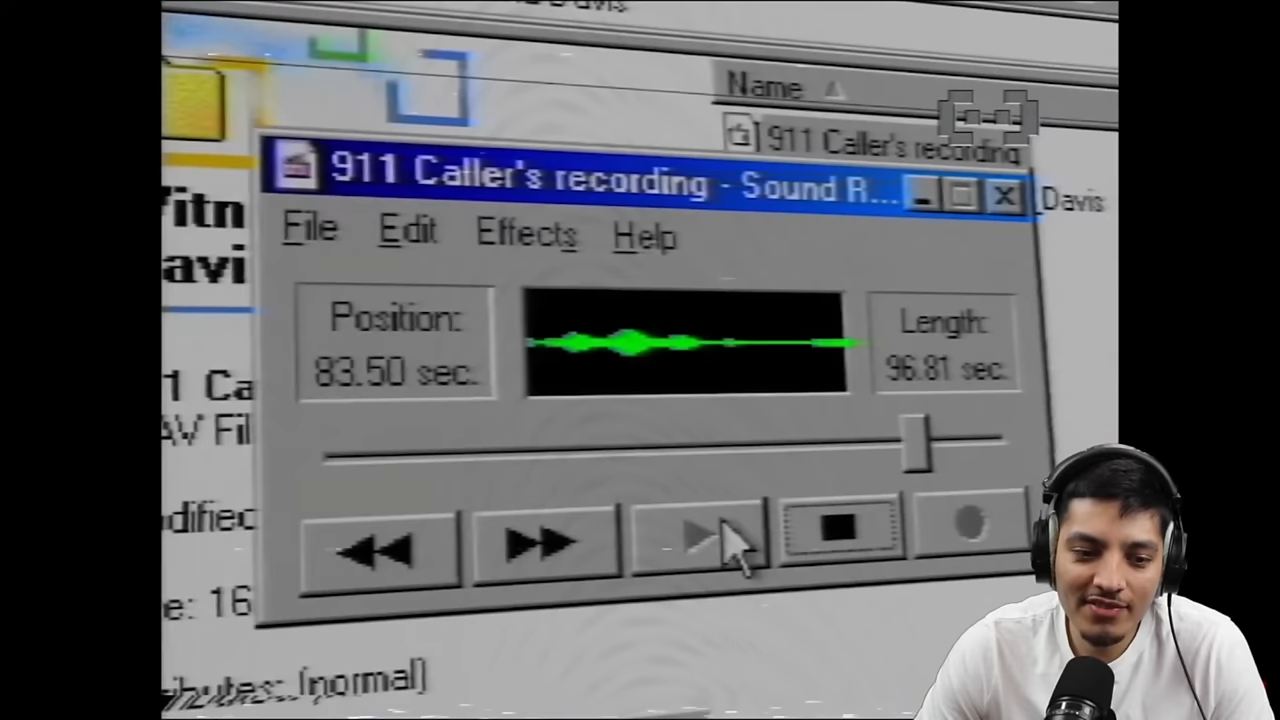 Davis
Name
911 Caller's recording
911 Caller's recording - Sound R...
Davis
File Edit Effects Help
Position:
83.50 sec.
Length:
96.81 sec.
(normal)